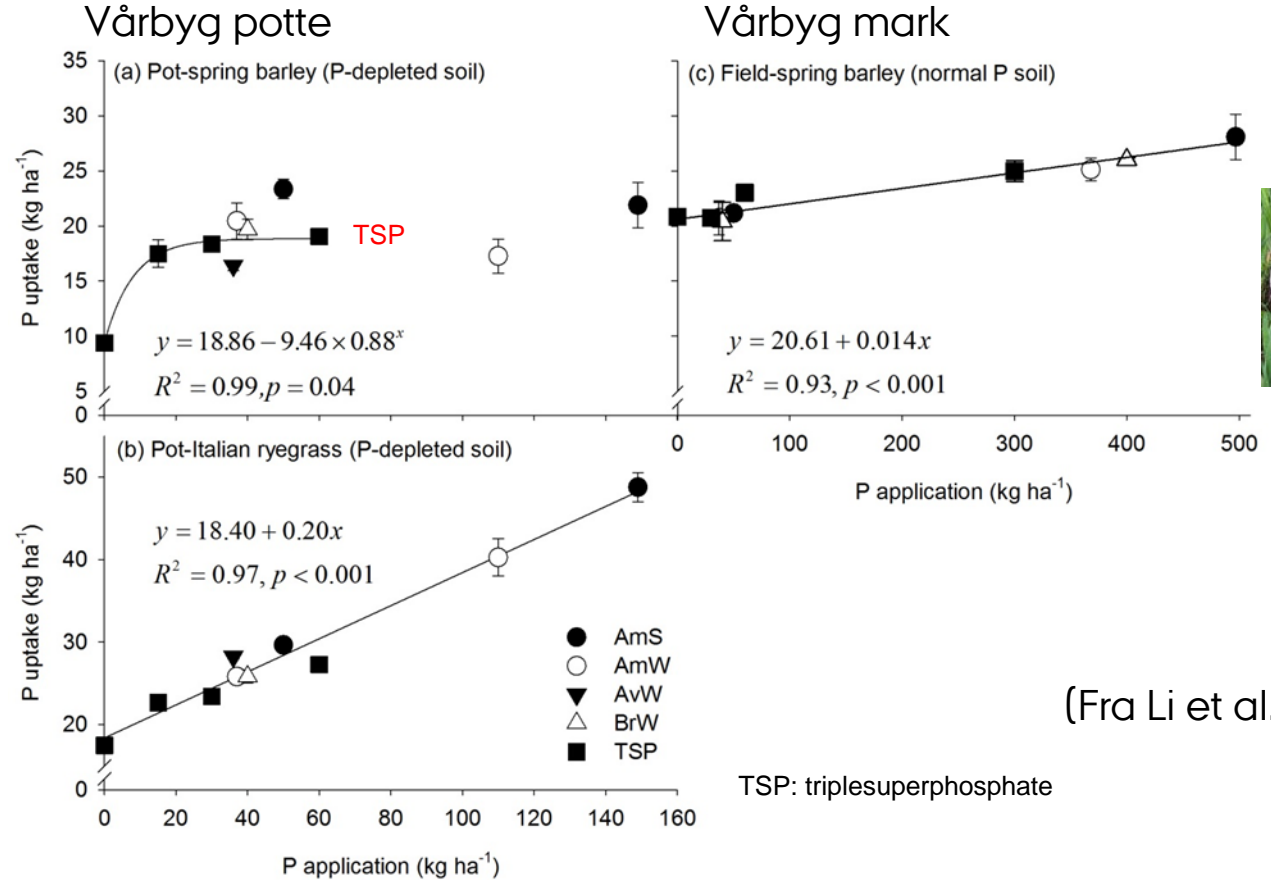 Vårbyg potte
Vårbyg mark
(a) Pot-spring barley (P-depleted soil)
35
30
25
20
15
10
5
0
P uptake (kg ha⁻¹)
TSP
y = 18.86 − 9.46 × 0.88ˣ
R² = 0.99, p = 0.04
(c) Field-spring barley (normal P soil)
y = 20.61 + 0.014x
R² = 0.93, p < 0.001
0 100 200 300 400 500
P application (kg ha⁻¹)
(b) Pot-Italian ryegrass (P-depleted soil)
50
40
30
20
0
P uptake (kg ha⁻¹)
y = 18.40 + 0.20x
R² = 0.97, p < 0.001
AmS
AmW
AvW
BrW
TSP
0 20 40 60 80 100 120 140 160
P application (kg ha⁻¹)
(Fra Li et al.
TSP: triplesuperphosphate